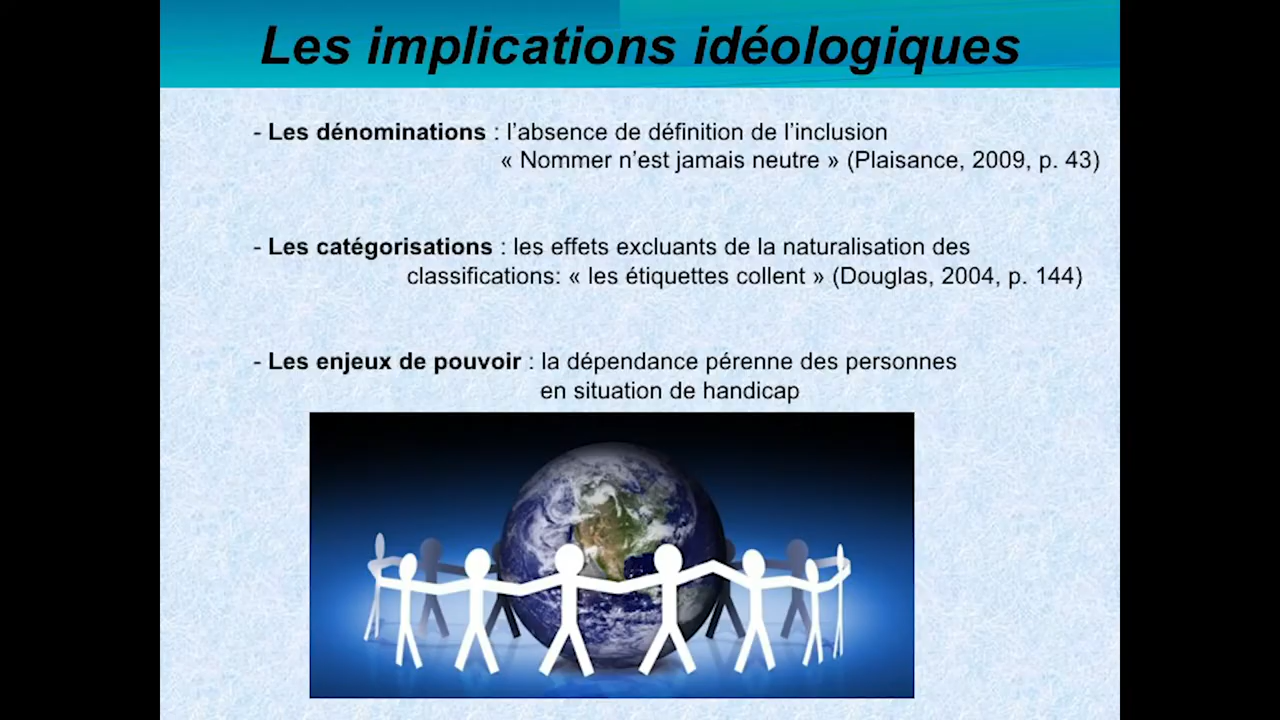 Les implications idéologiques
- Les dénominations : l’absence de définition de l’inclusion
« Nommer n’est jamais neutre » (Plaisance, 2009, p. 43)
- Les catégorisations : les effets excluants de la naturalisation des
classifications: « les étiquettes collent » (Douglas, 2004, p. 144)
- Les enjeux de pouvoir : la dépendance pérenne des personnes
en situation de handicap